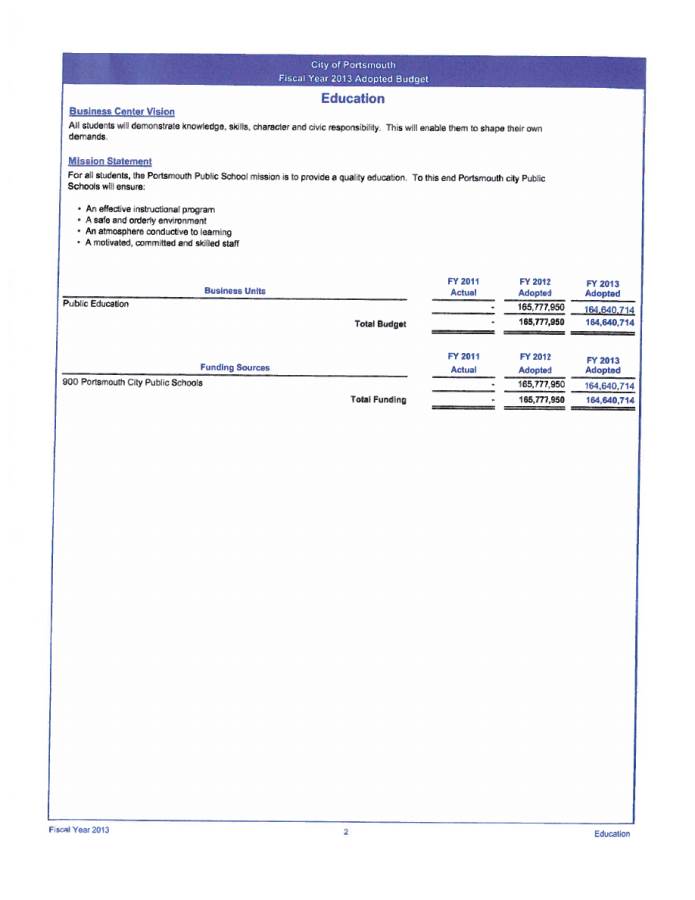 City of Portsmouth
Fiscal Year 2013 Adopted Budget
Education
Business Center Vision
All students will demonstrate knowledge, skills, character and civic responsibility. This will enable them to shape their own
demands.
Mission Statement
For all students, the Portsmouth Public School mission is to provide a quality education. To this end Portsmouth city Public
Schools will ensure:
• An effective instructional program
• A safe and orderly environment
• An atmosphere conductive to learning
• A motivated, committed and skilled staff
Business Units FY 2011 Actual FY 2012 Adopted FY 2013 Adopted
Public Education - 165,777,950 164,640,714
Total Budget - 165,777,950 164,640,714
Funding Sources FY 2011 Actual FY 2012 Adopted FY 2013 Adopted
900 Portsmouth City Public Schools - 165,777,950 164,640,714
Total Funding - 165,777,950 164,640,714
Fiscal Year 2013 2 Education